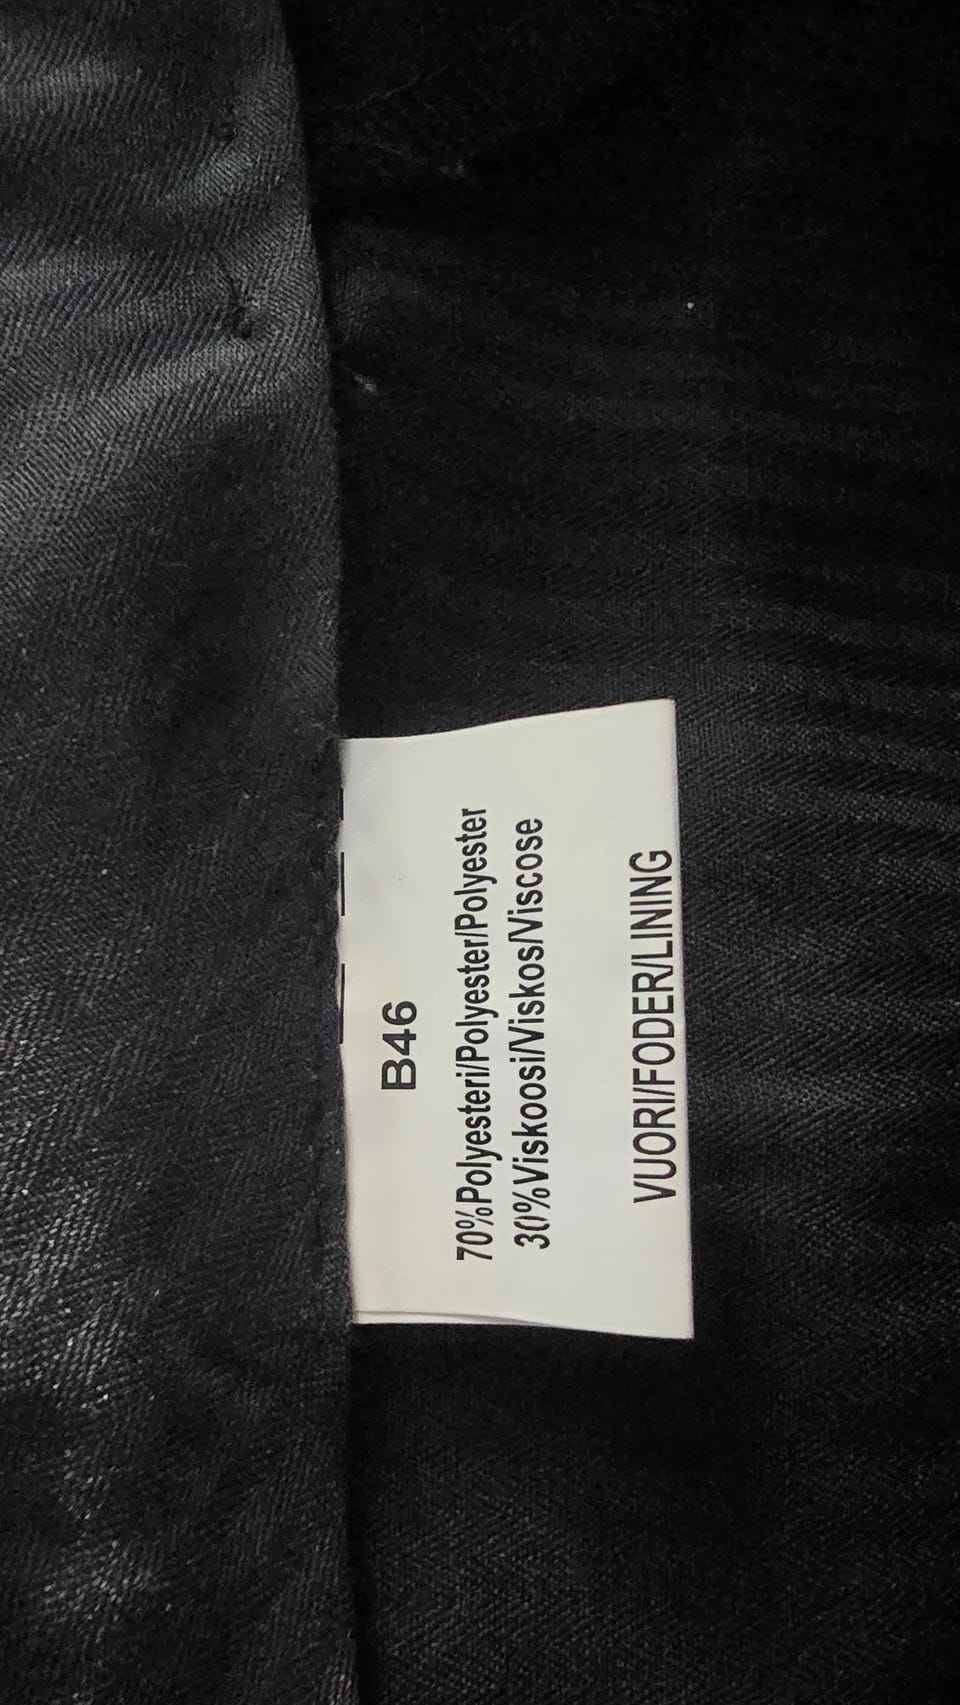 B46
70%Polyesteri/Polyester/Polyester
30%Viskoosi/Viskos/Viscose
VUORI/FODER/LINING